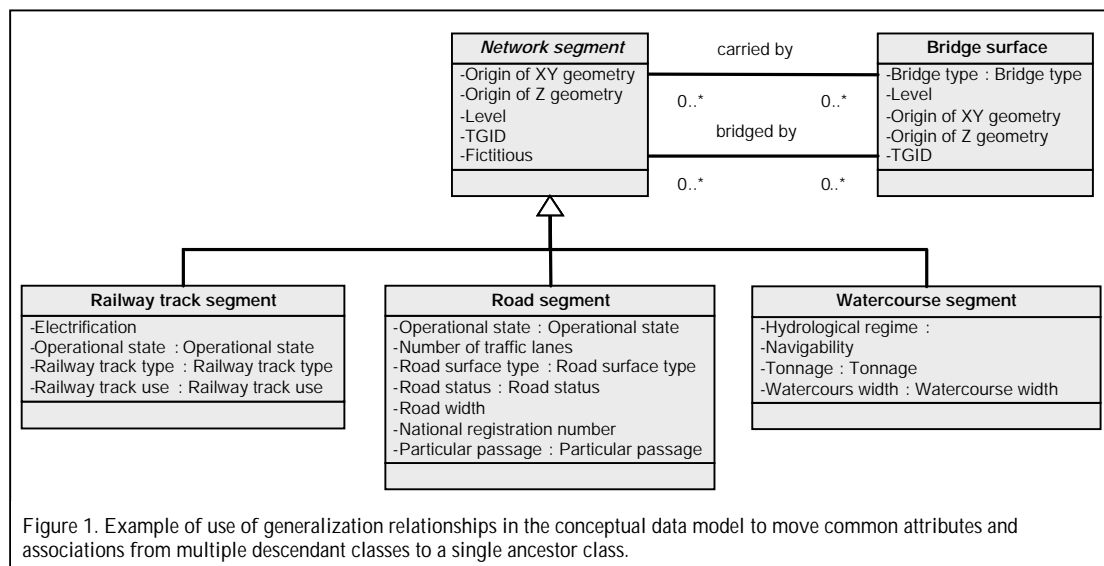 Network segment
-Origin of XY geometry
-Origin of Z geometry
-Level
-TGID
-Fictitious
carried by
0..* 0..*
bridged by
0..* 0..*
Bridge surface
-Bridge type : Bridge type
-Level
-Origin of XY geometry
-Origin of Z geometry
-TGID
Railway track segment
-Electrification
-Operational state : Operational state
-Railway track type : Railway track type
-Railway track use : Railway track use
Road segment
-Operational state : Operational state
-Number of traffic lanes
-Road surface type : Road surface type
-Road status : Road status
-Road width
-National registration number
-Particular passage : Particular passage
Watercourse segment
-Hydrological regime :
-Navigability
-Tonnage : Tonnage
-Watercours width : Watercourse width
Figure 1. Example of use of generalization relationships in the conceptual data model to move common attributes and
associations from multiple descendant classes to a single ancestor class.